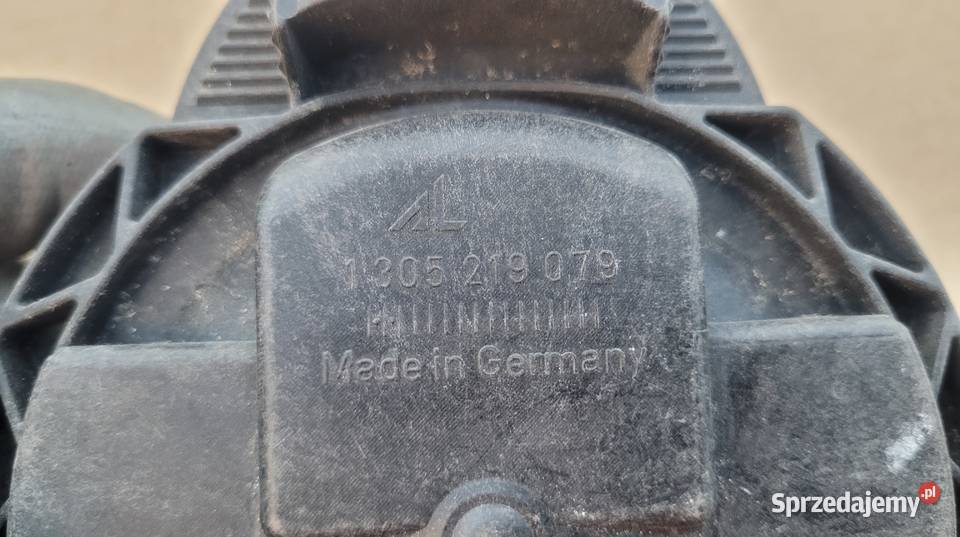 AL
1 305 219 079
Made in Germany
Sprzedajemy.pl